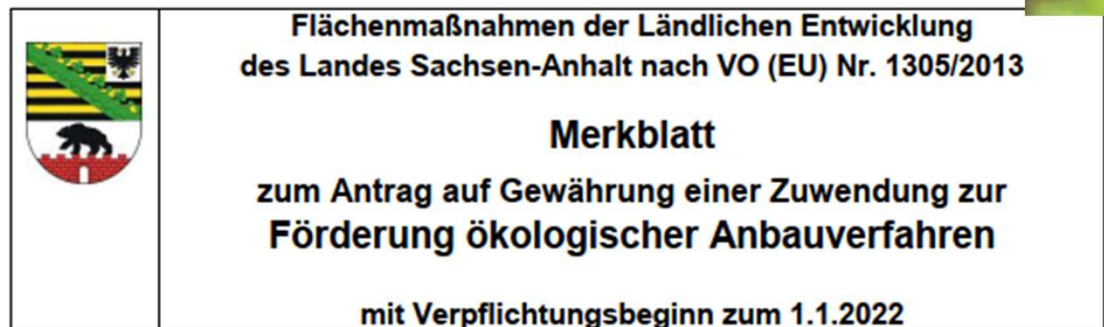 Flächenmaßnahmen der Ländlichen Entwicklung
des Landes Sachsen-Anhalt nach VO (EU) Nr. 1305/2013
Merkblatt
zum Antrag auf Gewährung einer Zuwendung zur
Förderung ökologischer Anbauverfahren
mit Verpflichtungsbeginn zum 1.1.2022